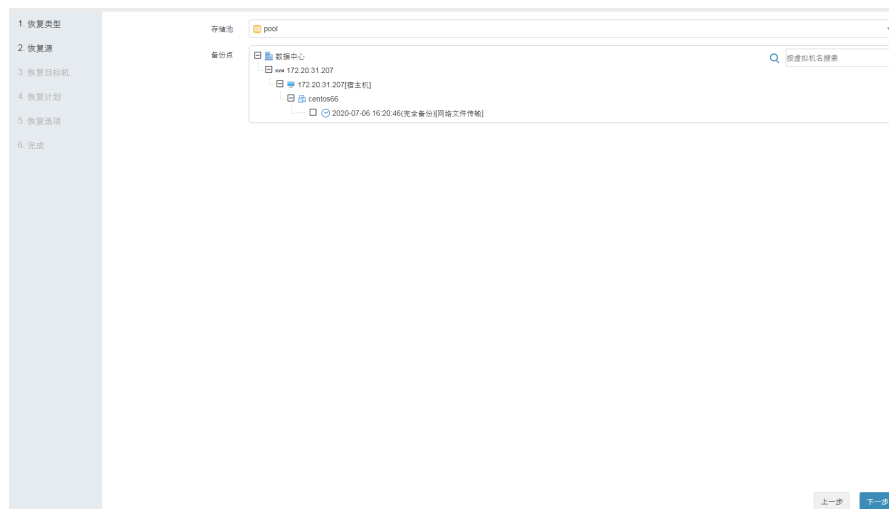 1. 恢复类型
2. 恢复源
3. 恢复目标机
4. 恢复计划
5. 恢复选项
6. 完成
存储池
pool
备份点
数据中心
按虚拟机名搜索
172.20.31.207
172.20.31.207[宿主机]
centos66
2020-07-06 16:20:46(完全备份)[网络文件传输]
上一步
下一步